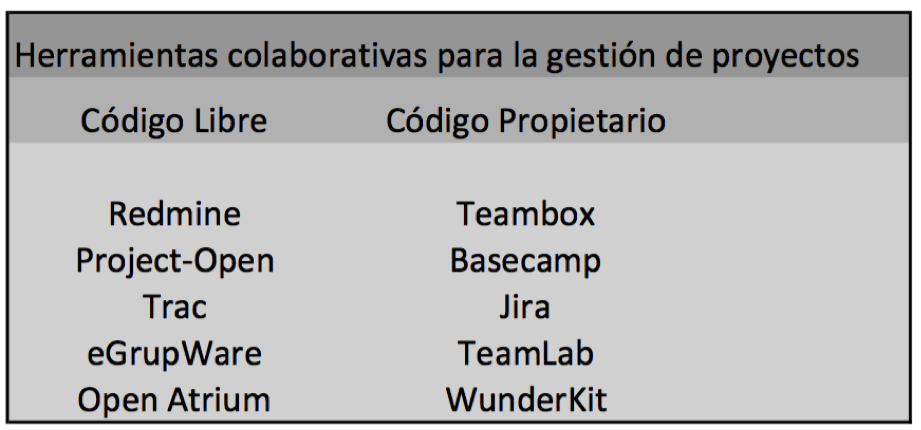 Herramientas colaborativas para la gestión de proyectos
Código Libre Código Propietario
Redmine Teambox
Project-Open Basecamp
Trac Jira
eGrupWare TeamLab
Open Atrium WunderKit